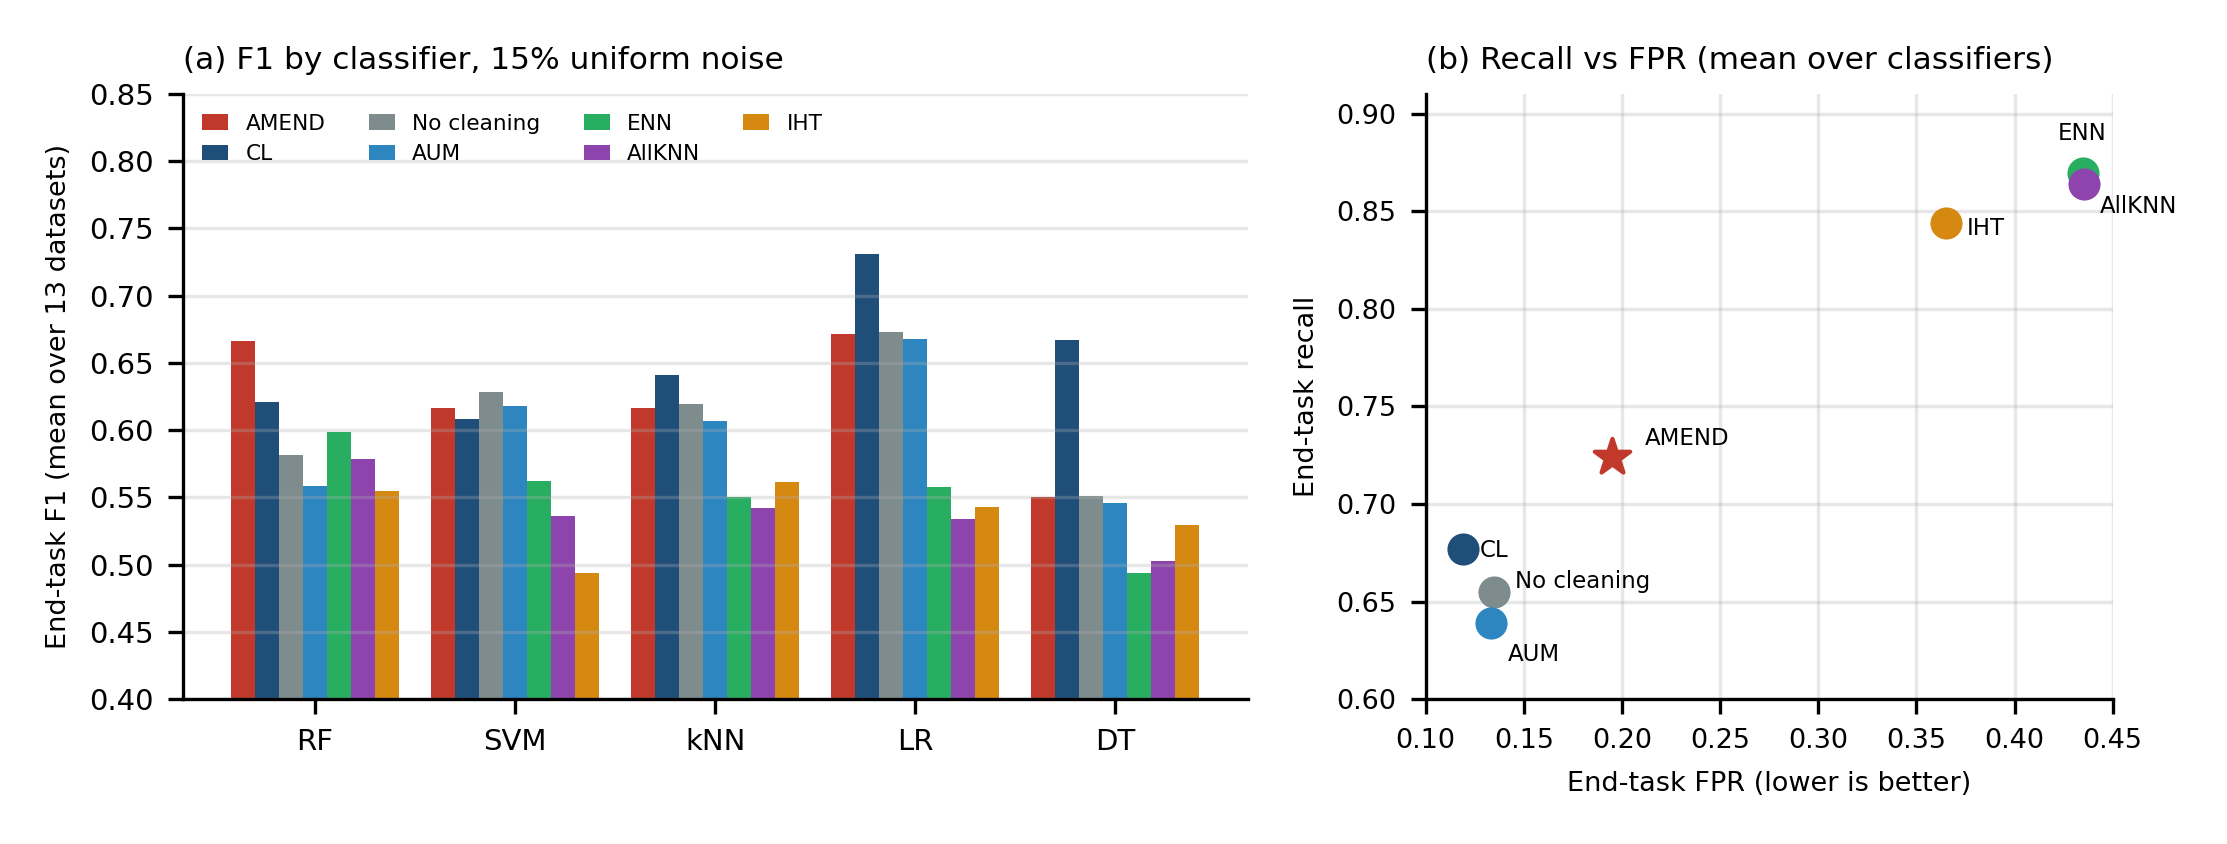 (a) F1 by classifier, 15% uniform noise
End-task F1 (mean over 13 datasets)
0.85
0.80
0.75
0.70
0.65
0.60
0.55
0.50
0.45
0.40
AMEND No cleaning ENN IHT
CL AUM AllKNN
RF SVM kNN LR DT
(b) Recall vs FPR (mean over classifiers)
End-task recall
0.90
0.85
0.80
0.75
0.70
0.65
0.60
ENN
AllKNN
IHT
AMEND
CL
No cleaning
AUM
0.10 0.15 0.20 0.25 0.30 0.35 0.40 0.45
End-task FPR (lower is better)